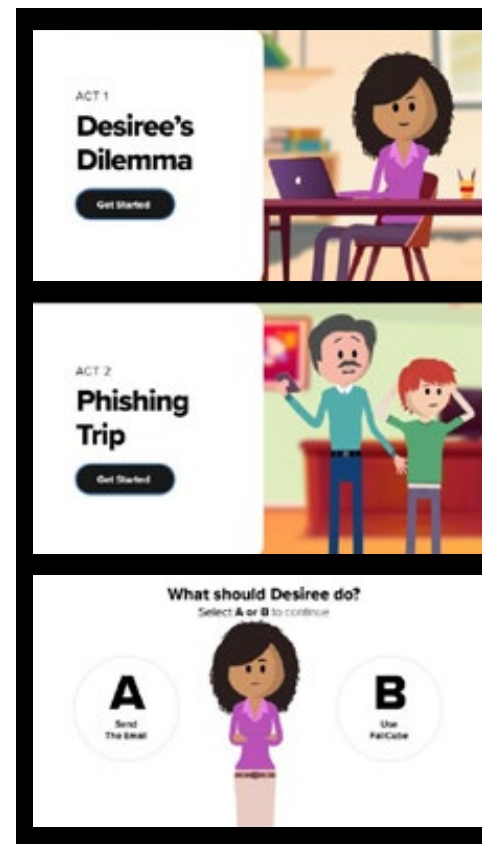 ACT 1
Desiree's
Dilemma
Get Started
ACT 2
Phishing
Trip
Get Started
What should Desiree do?
Select A or B to continue
A
Send
The Email
B
Use